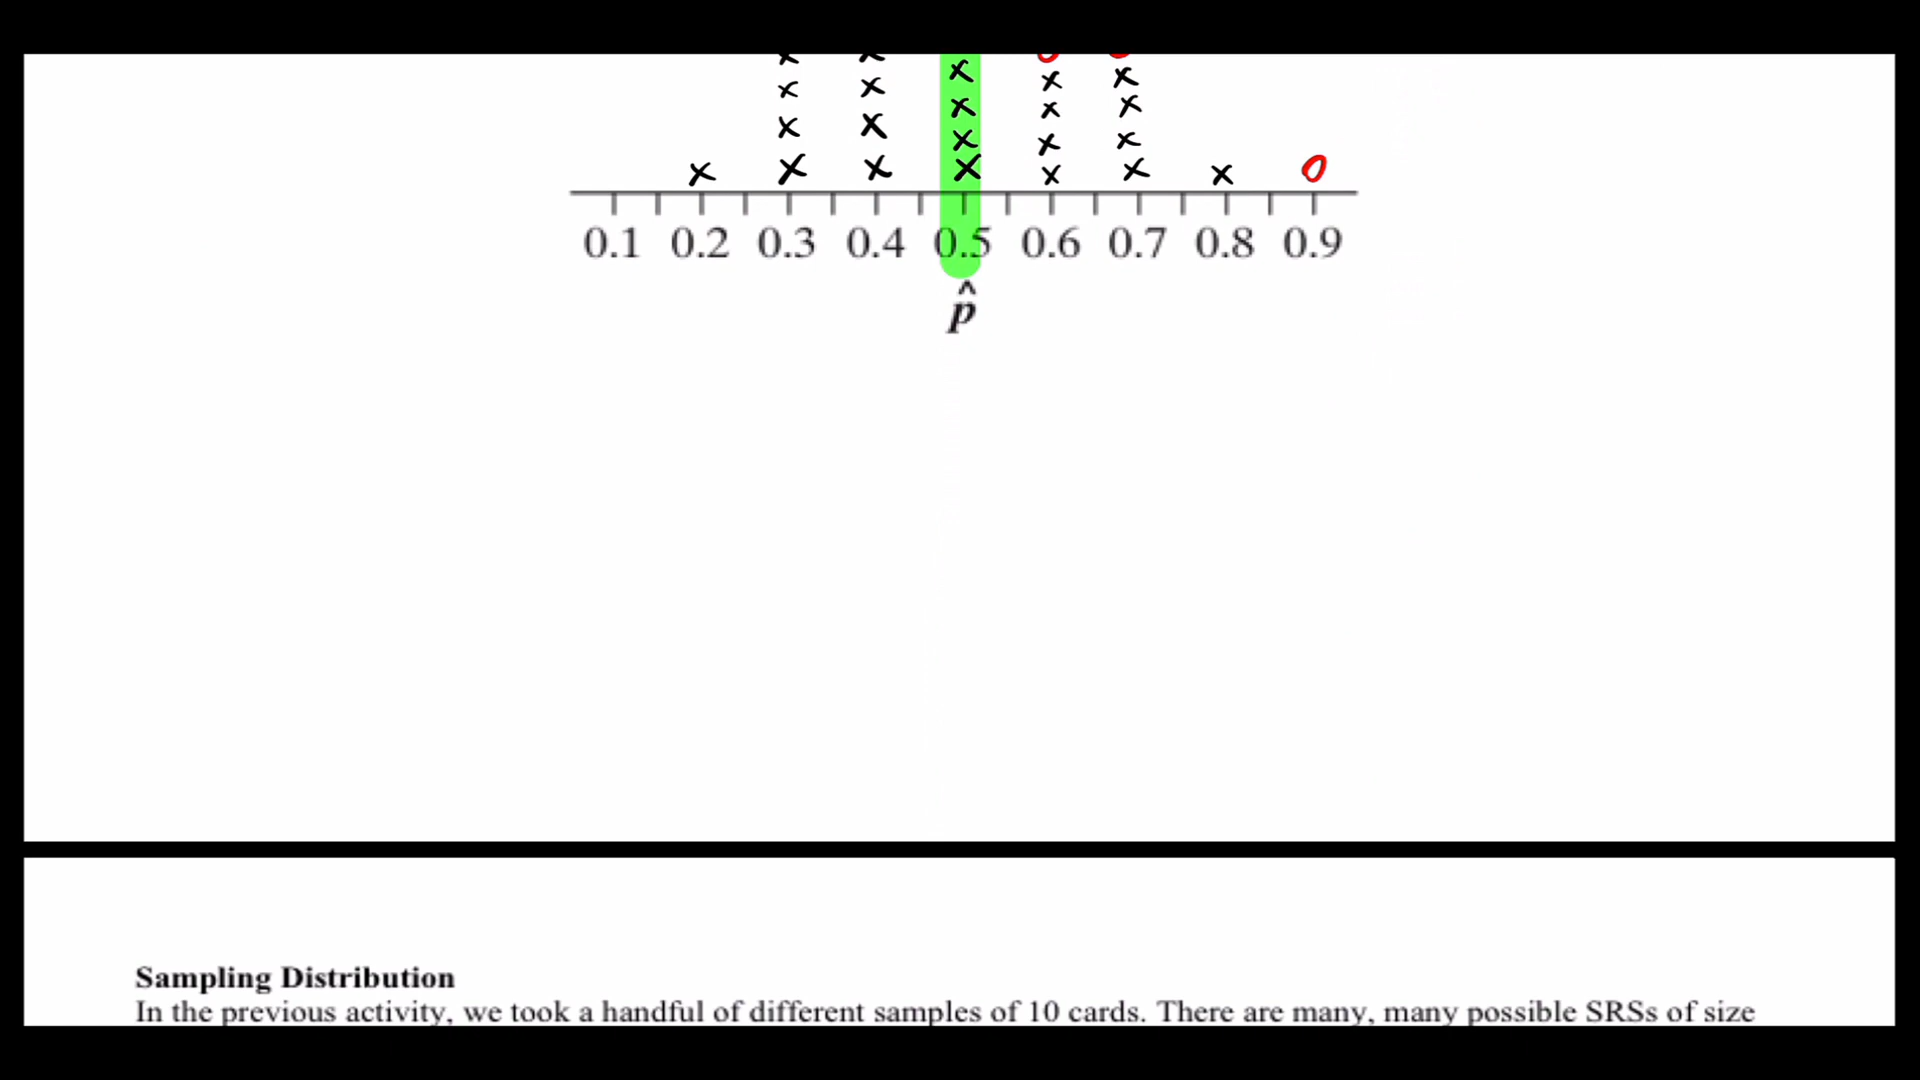 x x x o o
x x x x x
x x x x x
x x x x x x x o
0.1 0.2 0.3 0.4 0.5 0.6 0.7 0.8 0.9
p̂
Sampling Distribution
In the previous activity, we took a handful of different samples of 10 cards. There are many, many possible SRSs of size